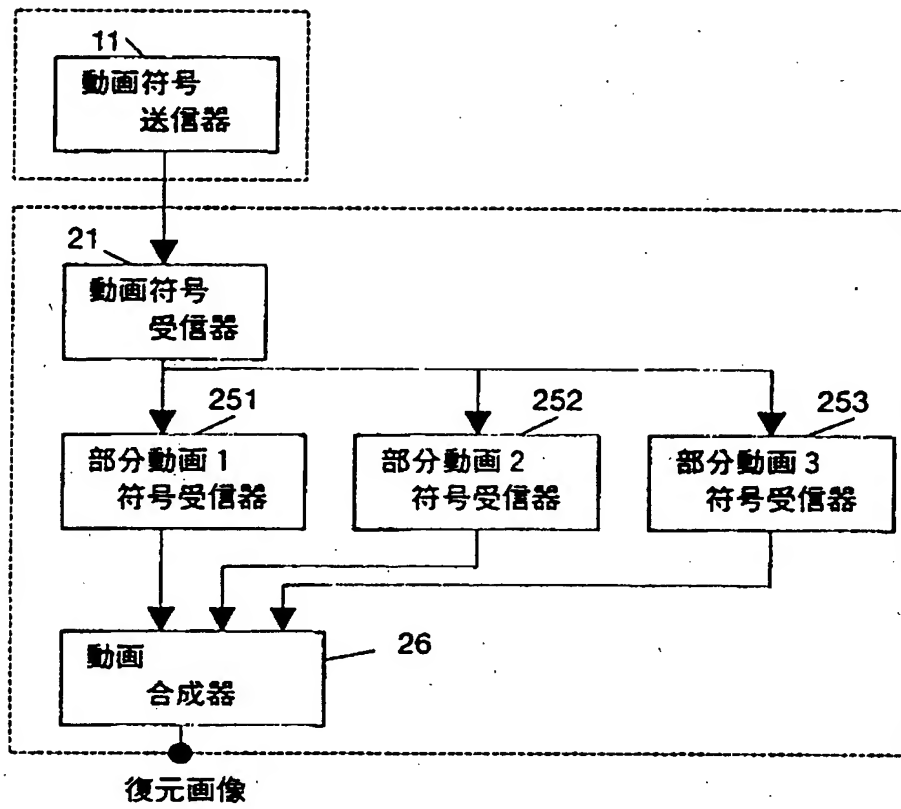 11
動画符号
送信器
21
動画符号
受信器
251
252
253
部分動画1
符号受信器
部分動画2
符号受信器
部分動画3
符号受信器
動画
合成器
26
復元画像